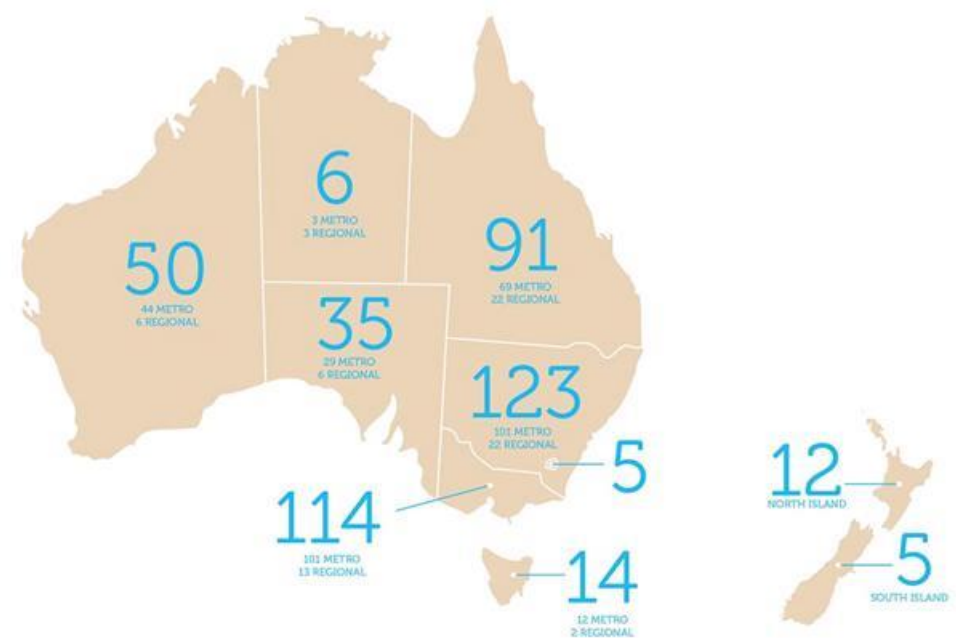 6
3 METRO
3 REGIONAL
91
69 METRO
22 REGIONAL
50
44 METRO
6 REGIONAL
35
29 METRO
6 REGIONAL
123
101 METRO
22 REGIONAL
5
114
101 METRO
13 REGIONAL
14
12 METRO
2 REGIONAL
12
NORTH ISLAND
5
SOUTH ISLAND